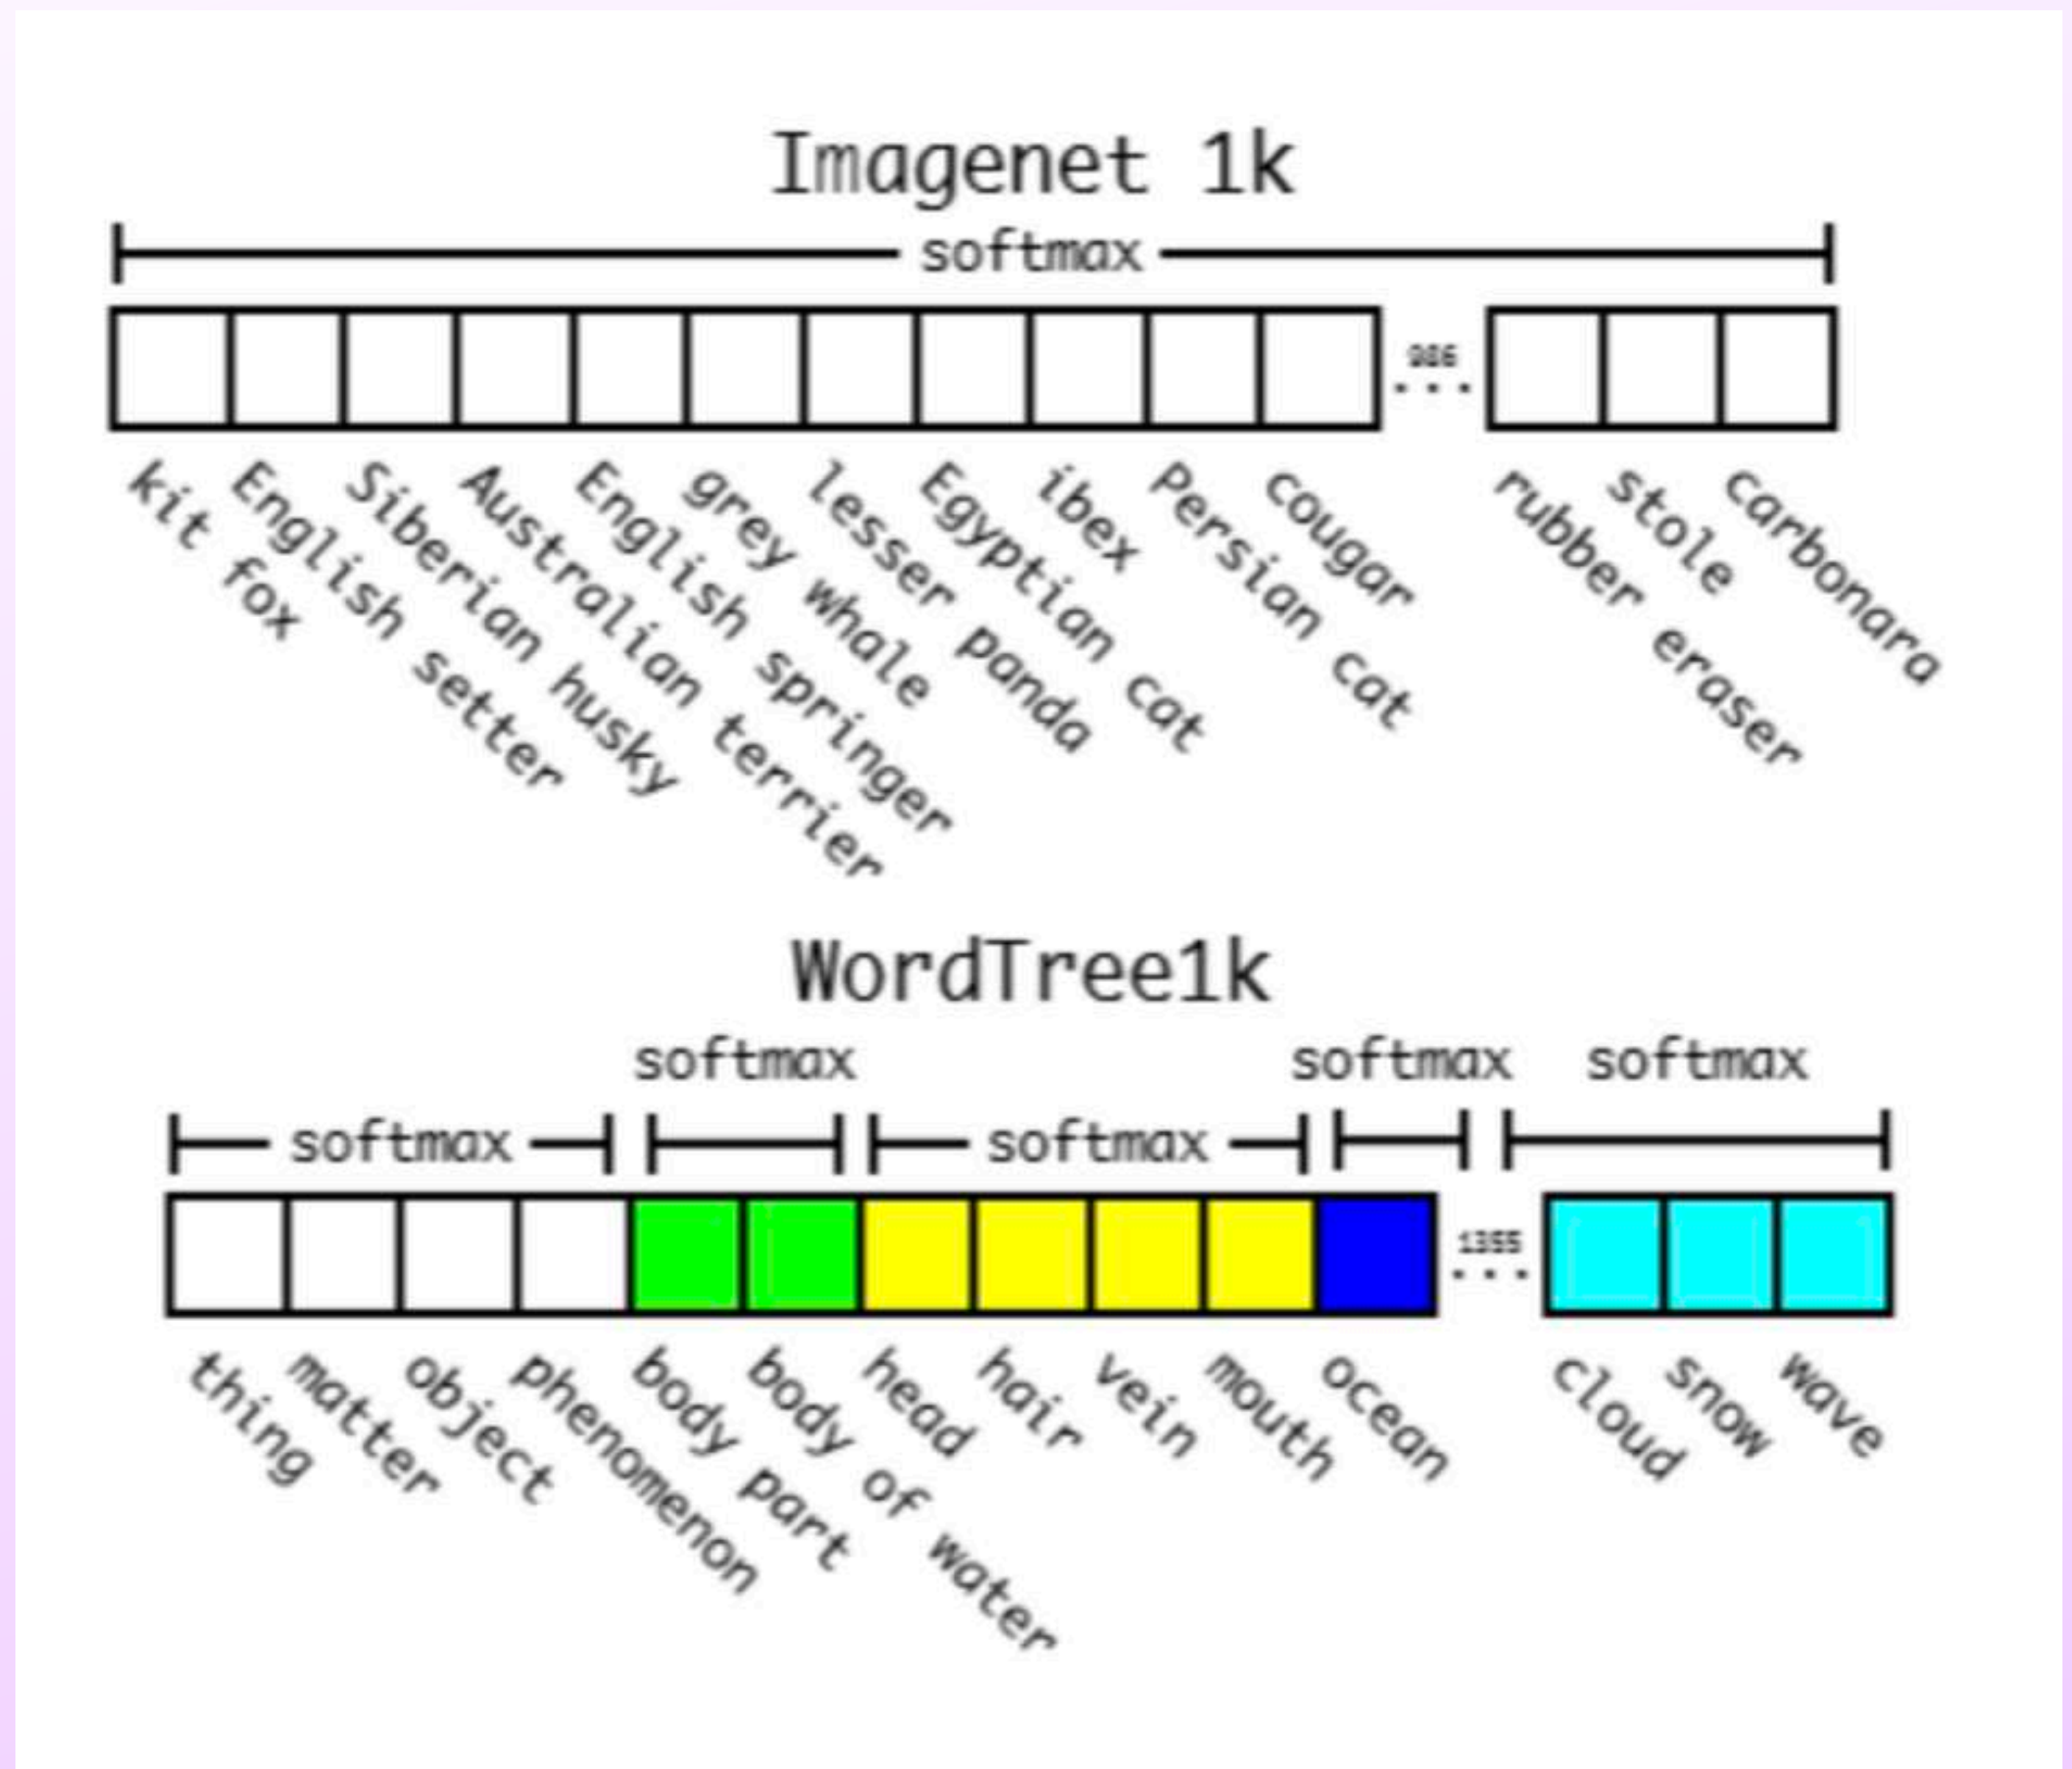 Imagenet 1k
softmax
986
...
kit fox
English setter
Siberian husky
Australian terrier
English springer
grey whale
lesser panda
Egyptian cat
ibex
Persian cat
cougar
rubber eraser
stole
carbonara
WordTree1k
softmax softmax softmax
softmax softmax
1355
...
thing
matter
object
phenomenon
body part
body of water
head
hair
vein
mouth
ocean
cloud
snow
wave